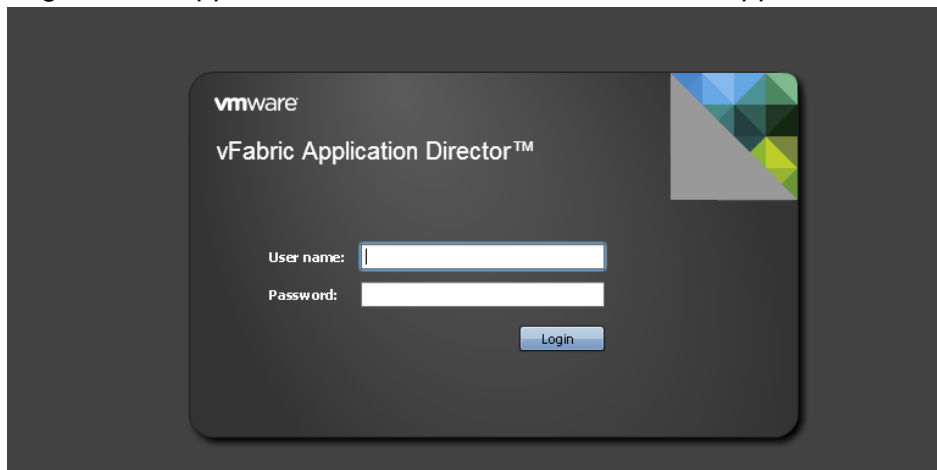 vmware
vFabric Application Director™
User name:
Password:
Login